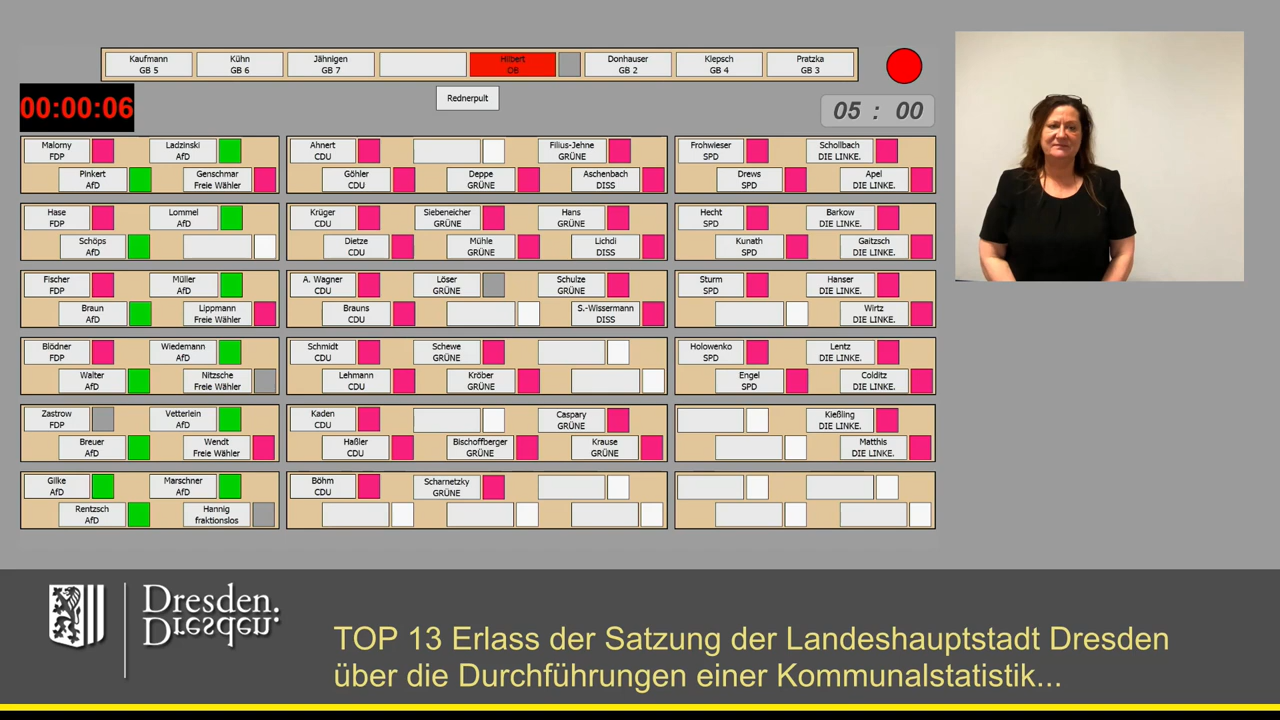 Kaufmann
GB 5
Kühn
GB 6
Jähnigen
GB 7
Hilbert
OB
Donhauser
GB 2
Klepsch
GB 4
Pratzka
GB 3
00:00:06
Rednerpult
05 : 00
Malorny
FDP
Ladzinski
AfD
Pinkert
AfD
Genschmar
Freie Wähler
Ahnert
CDU
Filius-Jehne
GRÜNE
Göhler
CDU
Deppe
GRÜNE
Aschenbach
DISS
Frohwieser
SPD
Schollbach
DIE LINKE.
Drews
SPD
Apel
DIE LINKE.
Hase
FDP
Lommel
AfD
Schöps
AfD
Krüger
CDU
Siebeneicher
GRÜNE
Hans
GRÜNE
Dietze
CDU
Mühle
GRÜNE
Lichdi
DISS
Hecht
SPD
Barkow
DIE LINKE.
Kunath
SPD
Gaitzsch
DIE LINKE.
Fischer
FDP
Müller
AfD
Braun
AfD
Lippmann
Freie Wähler
A. Wagner
CDU
Löser
GRÜNE
Schulze
GRÜNE
Brauns
CDU
S.-Wissermann
DISS
Sturm
SPD
Hanser
DIE LINKE.
Wirtz
DIE LINKE.
Blödner
FDP
Wiedemann
AfD
Walter
AfD
Nitzsche
Freie Wähler
Schmidt
CDU
Schewe
GRÜNE
Lehmann
CDU
Kröber
GRÜNE
Holowenko
SPD
Lentz
DIE LINKE.
Engel
SPD
Colditz
DIE LINKE.
Zastrow
FDP
Vetterlein
AfD
Breuer
AfD
Wendt
Freie Wähler
Kaden
CDU
Caspary
GRÜNE
Haßler
CDU
Bischoffberger
GRÜNE
Krause
GRÜNE
Kießling
DIE LINKE.
Matthis
DIE LINKE.
Gilke
AfD
Marschner
AfD
Rentzsch
AfD
Hannig
fraktionslos
Böhm
CDU
Scharnetzky
GRÜNE
Dresden.
Dresden.
TOP 13 Erlass der Satzung der Landeshauptstadt Dresden
über die Durchführungen einer Kommunalstatistik...